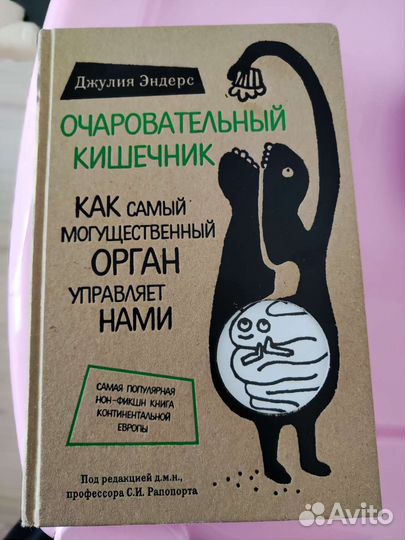 Джулия Эндерс
ОЧАРОВАТЕЛЬНЫЙ
КИШЕЧНИК
КАК САМЫЙ
МОГУЩЕСТВЕННЫЙ
ОРГАН
УПРАВЛЯЕТ
НАМИ
САМАЯ ПОПУЛЯРНАЯ
НОН-ФИКШН КНИГА
КОНТИНЕНТАЛЬНОЙ
ЕВРОПЫ
Под редакцией д.м.н.,
профессора С.И. Рапопорта
Avito